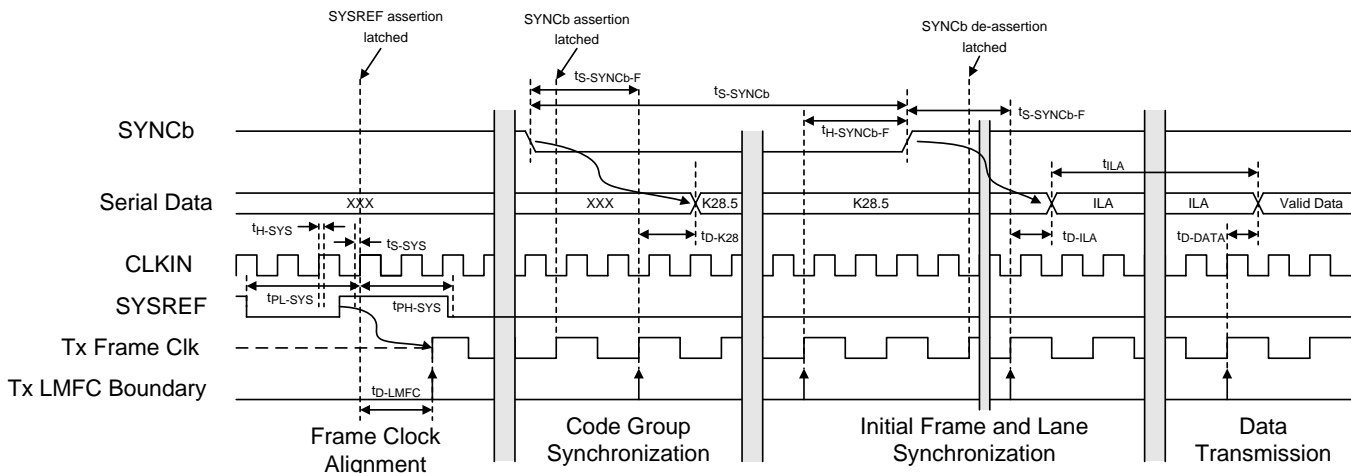 SYSREF assertion
latched
SYNCb assertion
latched
SYNCb de-assertion
latched
tS-SYNCb-F
tS-SYNCb
tS-SYNCb-F
SYNCb
tH-SYNCb-F
tILA
Serial Data
XXX
XXX
K28.5
K28.5
ILA
ILA
Valid Data
tH-SYS
tS-SYS
tD-K28
tD-ILA
tD-DATA
CLKIN
tPL-SYS
tPH-SYS
SYSREF
Tx Frame Clk
Tx LMFC Boundary
tD-LMFC
Frame Clock
Alignment
Code Group
Synchronization
Initial Frame and Lane
Synchronization
Data
Transmission